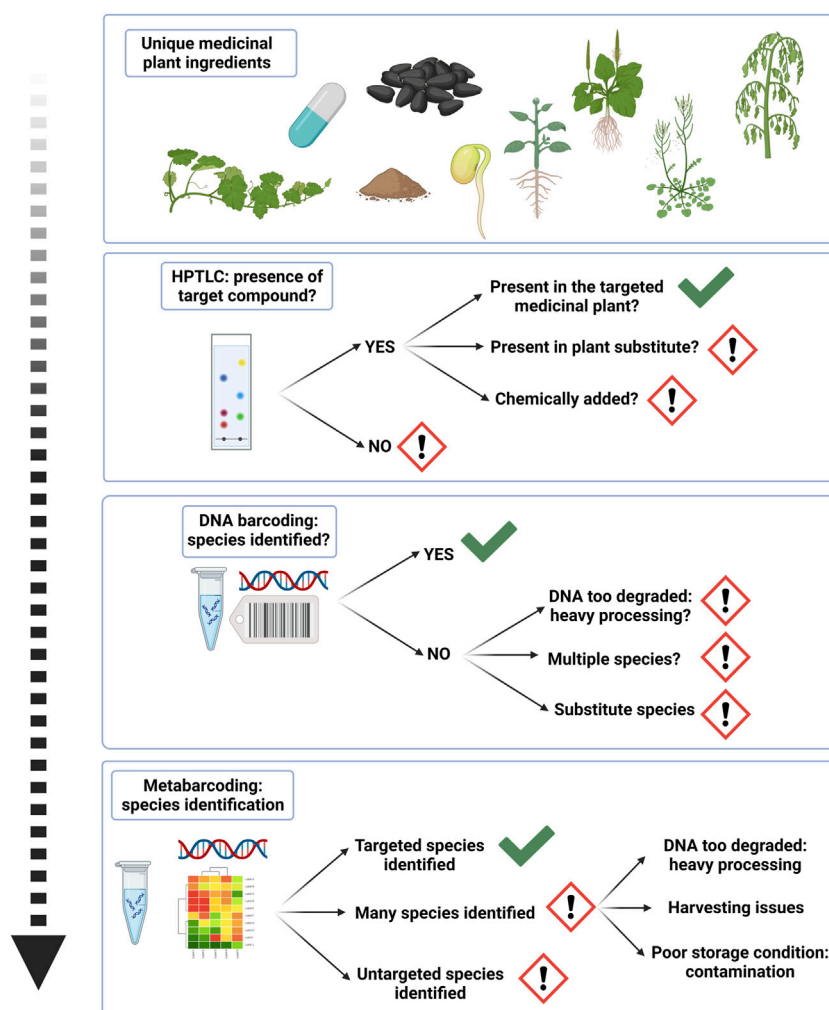 Unique medicinal
plant ingredients
HPTLC: presence of
target compound?
YES
Present in the targeted
medicinal plant?
Present in plant substitute?
Chemically added?
NO
DNA barcoding:
species identified?
YES
NO
DNA too degraded:
heavy processing?
Multiple species?
Substitute species
Metabarcoding:
species identification
Targeted species
identified
Many species identified
Untargeted species
identified
DNA too degraded:
heavy processing
Harvesting issues
Poor storage condition:
contamination